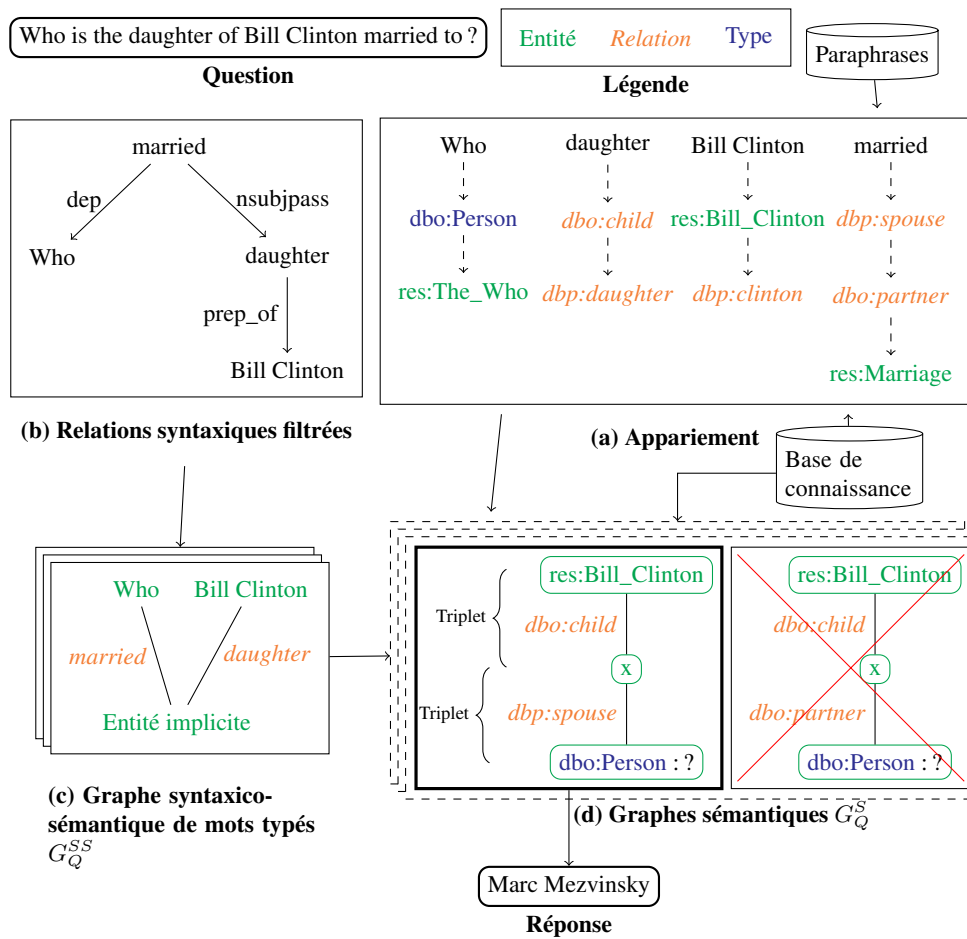 Who is the daughter of Bill Clinton married to ?
Question
Entité Relation Type
Légende
Paraphrases
married
dep
nsubjpass
Who
daughter
prep_of
Bill Clinton
(b) Relations syntaxiques filtrées
Who daughter Bill Clinton married
dbo:Person dbo:child res:Bill_Clinton dbp:spouse
res:The_Who dbp:daughter dbp:clinton dbo:partner
res:Marriage
(a) Appariement
Base de
connaissance
Who Bill Clinton
married daughter
Entité implicite
(c) Graphe syntaxico-
sémantique de mots typés
G_Q^{SS}
res:Bill_Clinton
Triplet
dbo:child
x
Triplet
dbp:spouse
dbo:Person : ?
res:Bill_Clinton
dbo:child
x
dbo:partner
dbo:Person : ?
(d) Graphes sémantiques G_Q^S
Marc Mezvinsky
Réponse